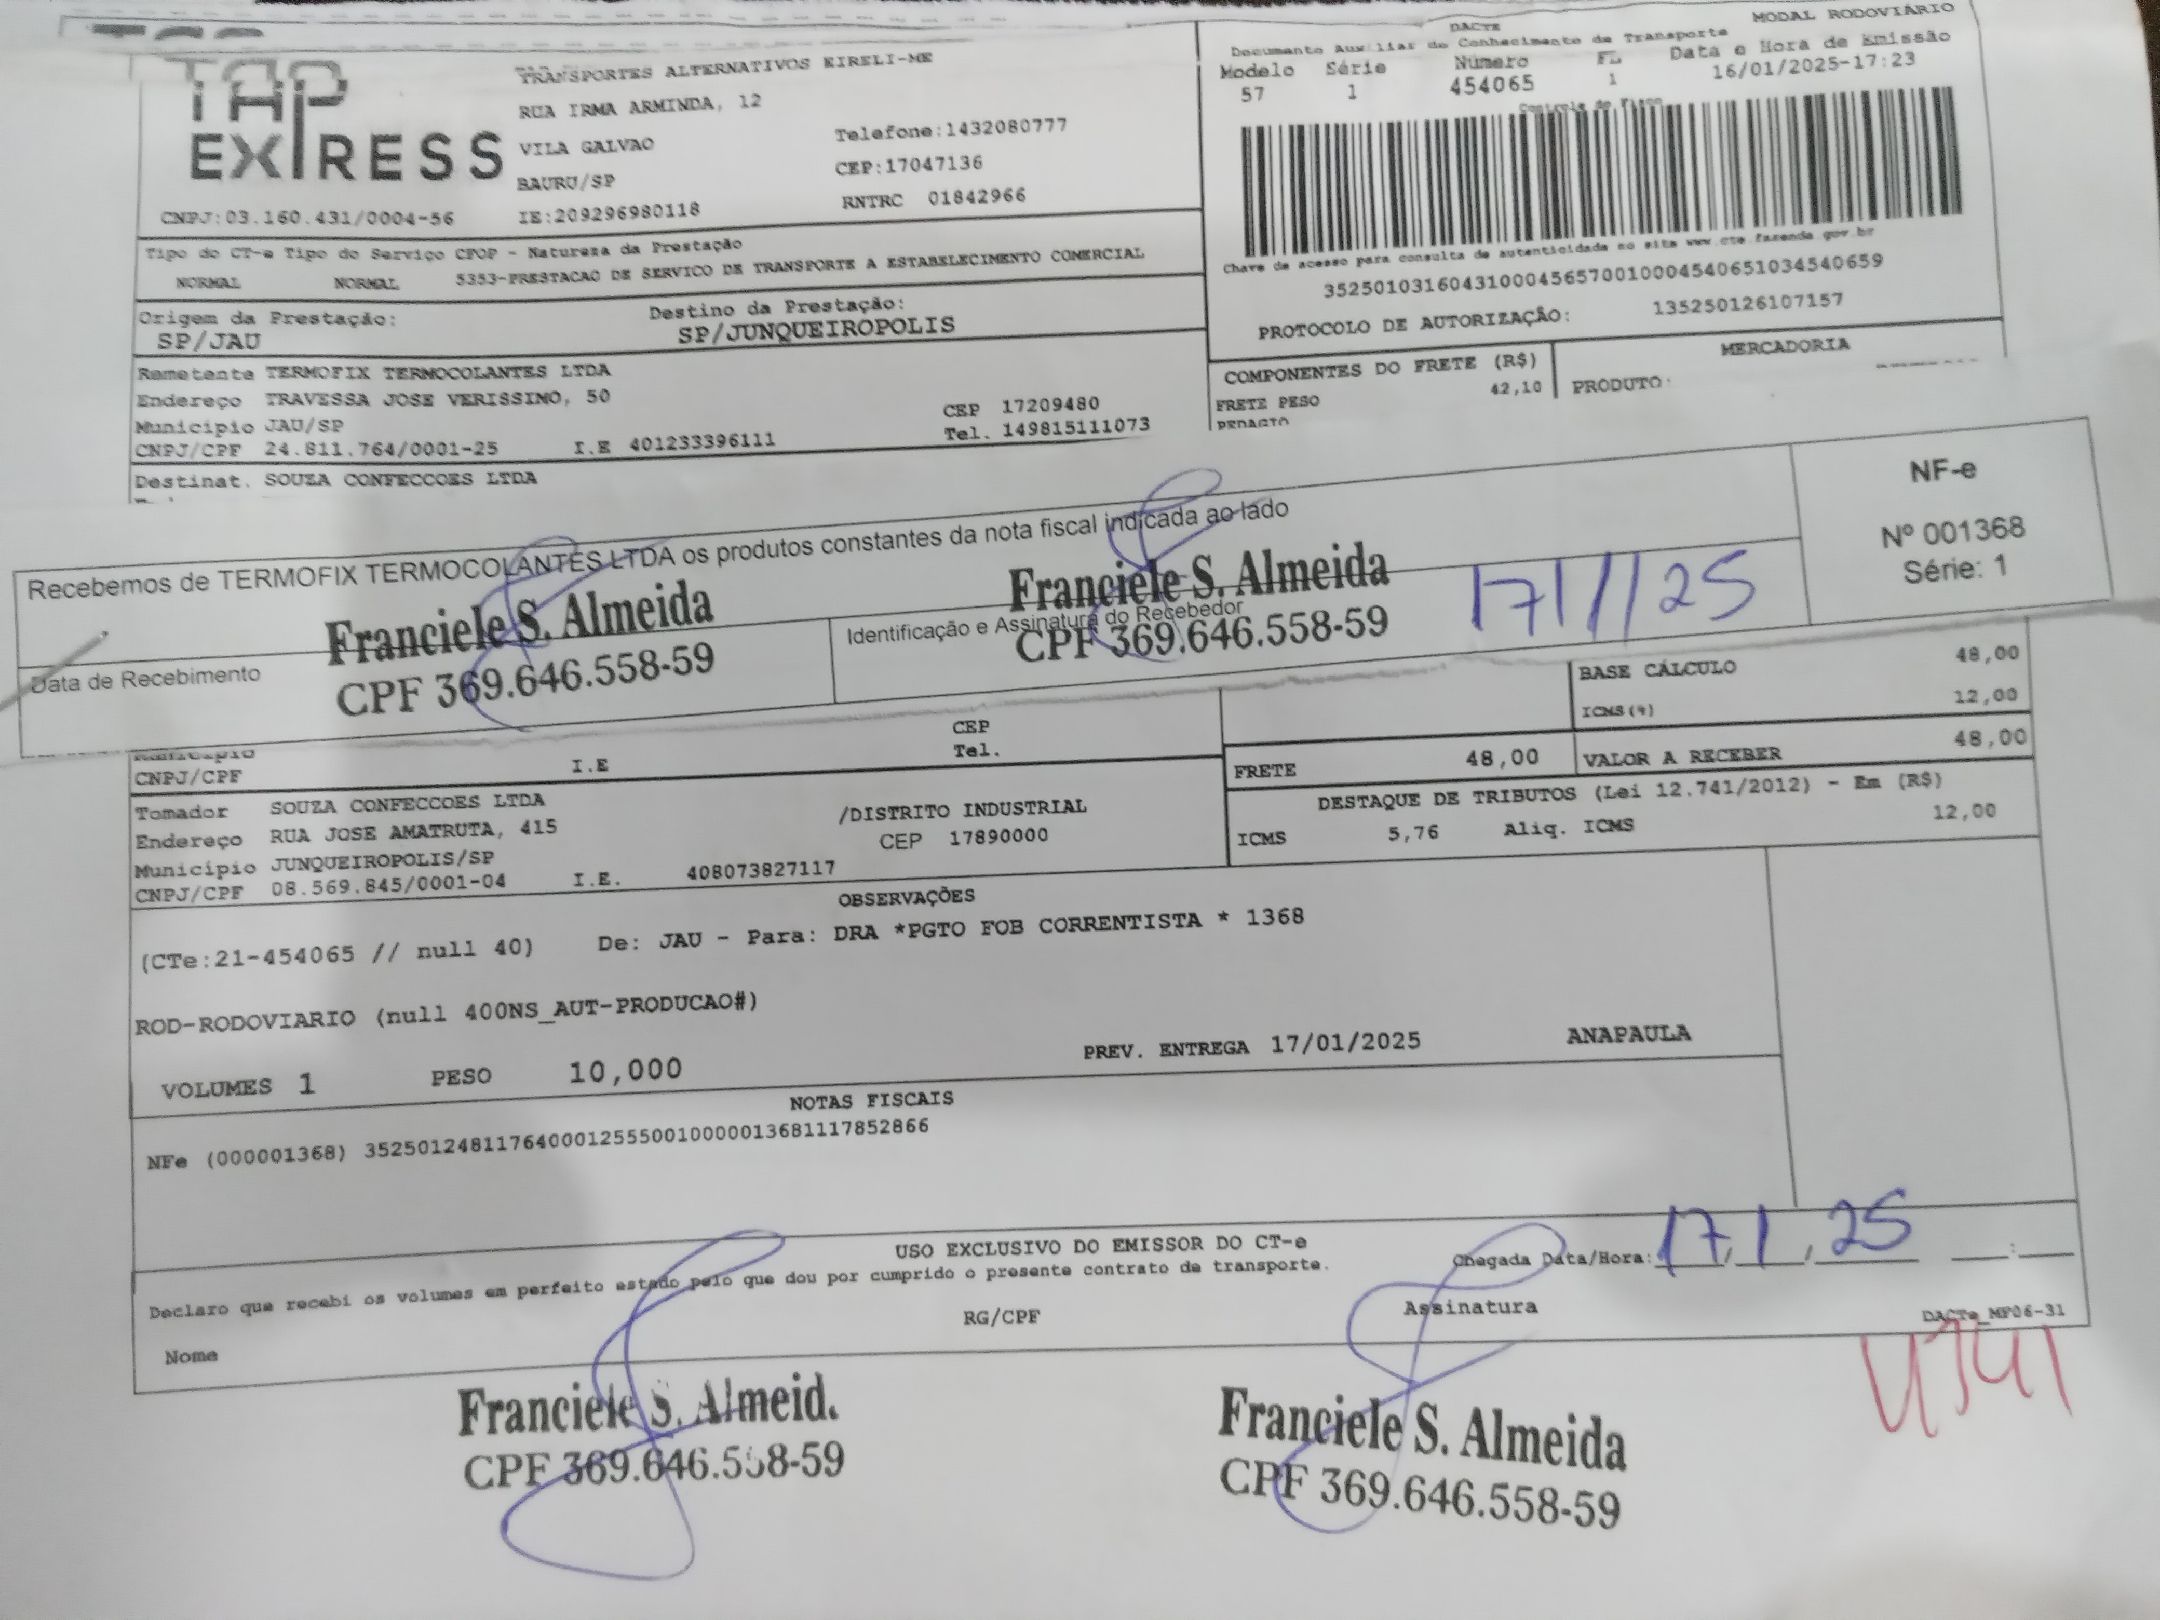 TAP
EXPRESS
TRANSPORTES ALTERNATIVOS EIRELI-ME
RUA IRMA ARMINDA, 12
VILA GALVAO
Telefone:1432080777
CEP:17047136
BAURU/SP
RNTRC 01842966
CNPJ:03.160.431/0004-56
IE:209296980118
Tipo do CT-e Tipo do Serviço CFOP - Natureza da Prestação
NORMAL NORMAL 5353-PRESTACAO DE SERVICO DE TRANSPORTE A ESTABELECIMENTO COMERCIAL
Origem da Prestação: Destino da Prestação:
SP/JAU SP/JUNQUEIROPOLIS
Remetente TERMOFIX TERMOCOLANTES LTDA
Endereço TRAVESSA JOSE VERISSIMO, 50
CEP 17209480
Município JAU/SP
Tel. 149815111073
CNPJ/CPF 24.811.764/0001-25 I.E 401233396111
Destinat. SOUZA CONFECCOES LTDA
DACTE
MODAL RODOVIÁRIO
Documento Auxiliar do Conhecimento de Transporte
Modelo Série Número FL Data e Hora de Emissão
57 1 454065 1 16/01/2025-17:23
Controle do Fisco
Chave de acesso para consulta de autenticidade no site www.cte.fazenda.gov.br
35250103160431000456570010004540651034540659
PROTOCOLO DE AUTORIZAÇÃO: 135250126107157
COMPONENTES DO FRETE (R$) MERCADORIA
FRETE PESO 42,10 PRODUTO:
PEDAGIO
Recebemos de TERMOFIX TERMOCOLANTES LTDA os produtos constantes da nota fiscal indicada ao lado
NF-e
Nº 001368
Série: 1
Franciele S. Almeida
CPF 369.646.558-59
Franciele S. Almeida
CPF 369.646.558-59
17/1/25
Data de Recebimento
Identificação e Assinatura do Recebedor
BASE CÁLCULO 48,00
ICMS(%) 12,00
Município CEP
Tel.
CNPJ/CPF I.E
FRETE 48,00 VALOR A RECEBER 48,00
Tomador SOUZA CONFECCOES LTDA
Endereço RUA JOSE AMATRUTA, 415 /DISTRITO INDUSTRIAL
Município JUNQUEIROPOLIS/SP CEP 17890000
CNPJ/CPF 08.569.845/0001-04 I.E. 408073827117
DESTAQUE DE TRIBUTOS (Lei 12.741/2012) - Em (R$)
ICMS 5,76 Aliq. ICMS 12,00
OBSERVAÇÕES
(CTe:21-454065 // null 40) De: JAU - Para: DRA *PGTO FOB CORRENTISTA * 1368
ROD-RODOVIARIO (null 400NS_AUT-PRODUCAO#)
VOLUMES 1 PESO 10,000 PREV. ENTREGA 17/01/2025 ANAPAULA
NOTAS FISCAIS
NFe (000001368) 35250124811764000125550010000013681117852866
USO EXCLUSIVO DO EMISSOR DO CT-e
Declaro que recebi os volumes em perfeito estado pelo que dou por cumprido o presente contrato de transporte.
Chegada Data/Hora: 17/1/25 __:__
Nome RG/CPF Assinatura
DACTe_MF06-31
Franciele S. Almeid.
CPF 369.646.558-59
Franciele S. Almeida
CPF 369.646.558-59